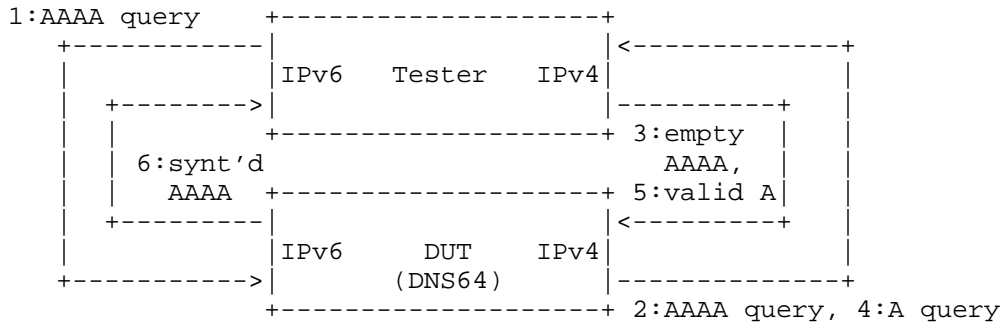 1:AAAA query
IPv6 Tester IPv4
3:empty
6:synt'd AAAA,
AAAA 5:valid A
IPv6 DUT IPv4
(DNS64)
2:AAAA query, 4:A query